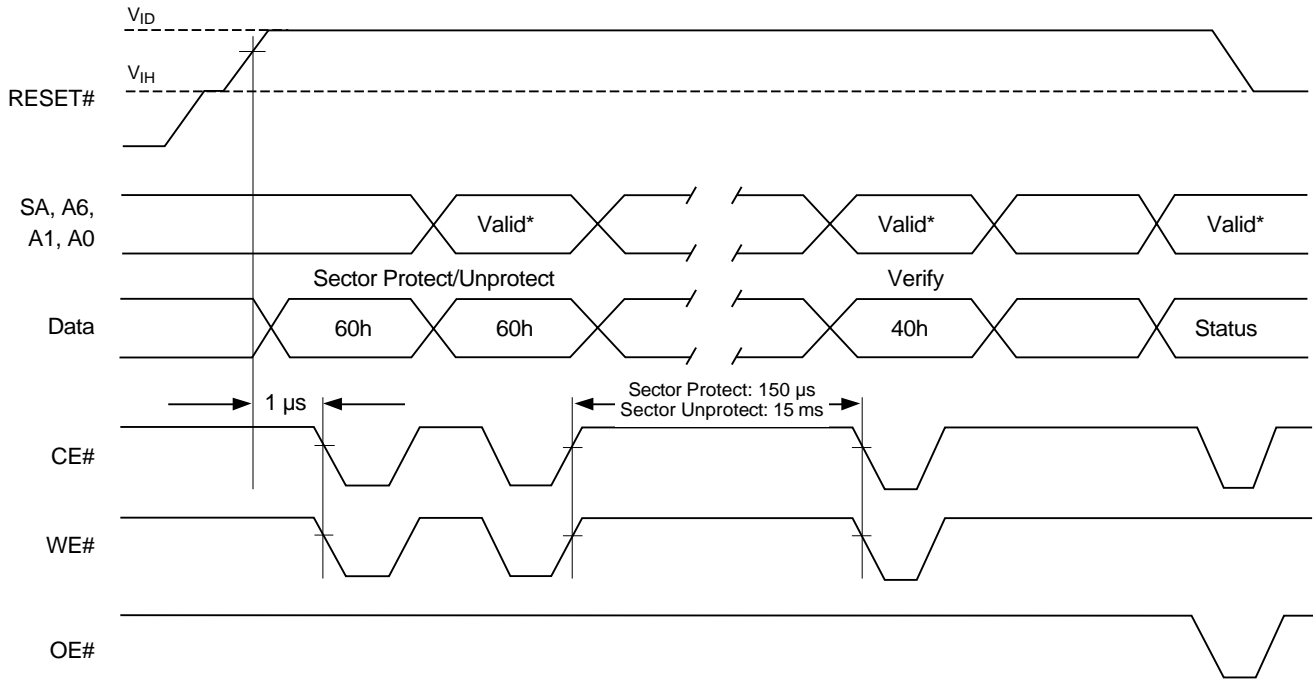 VID
VIH
RESET#
SA, A6,
A1, A0
Valid*
Valid*
Valid*
Sector Protect/Unprotect
Verify
Data
60h
60h
40h
Status
1 µs
Sector Protect: 150 µs
Sector Unprotect: 15 ms
CE#
WE#
OE#